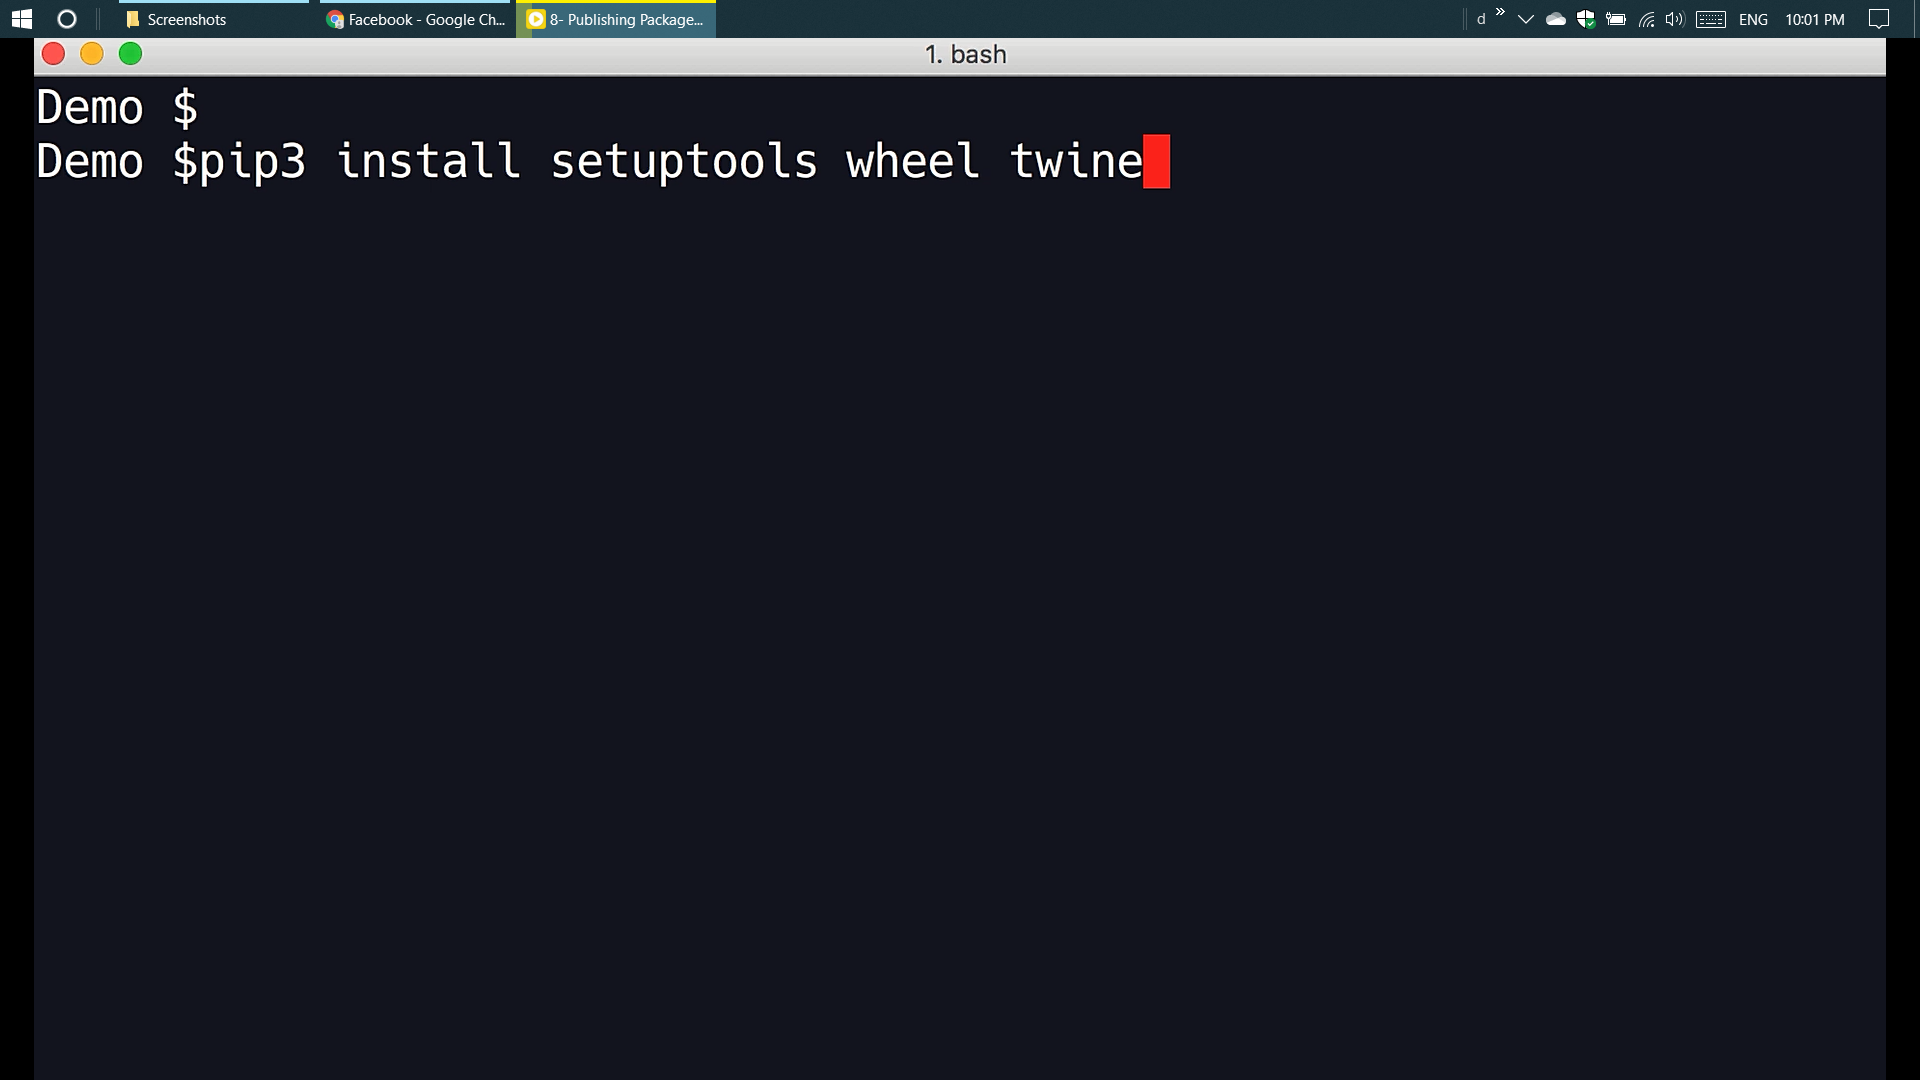 Screenshots
Facebook - Google Ch...
8- Publishing Package...
d
»
ENG
10:01 PM
1. bash
Demo $
Demo $pip3 install setuptools wheel twine